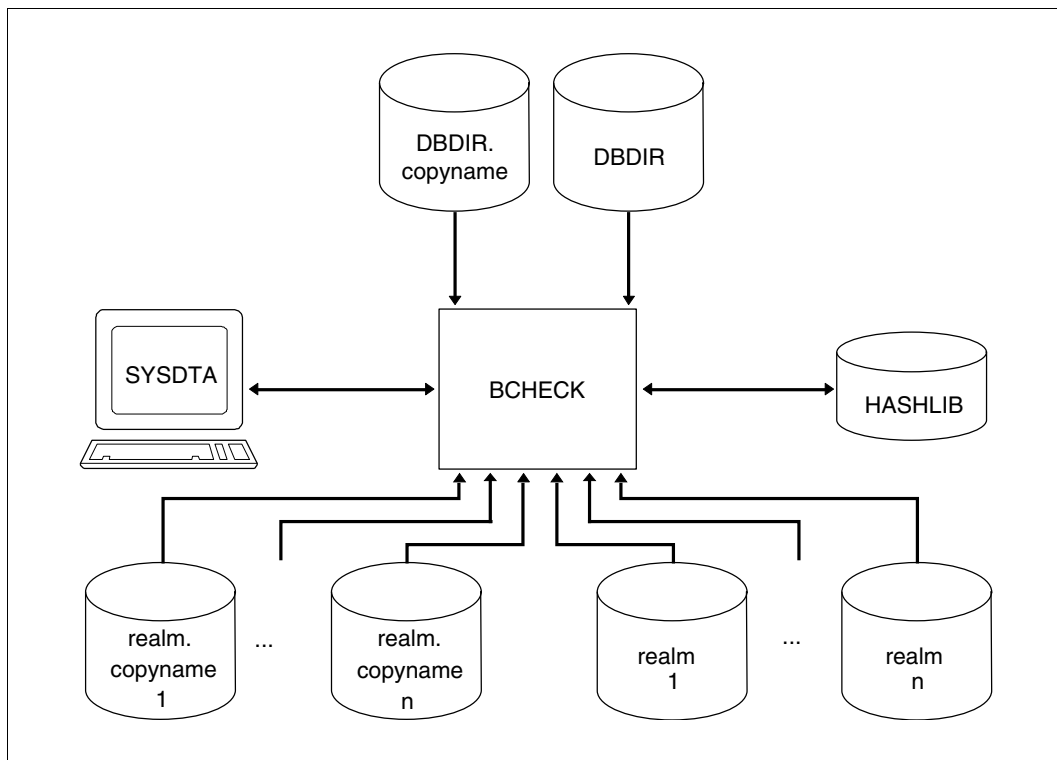 DBDIR.
copyname
DBDIR
SYSDTA
BCHECK
HASHLIB
realm.
copyname
1
...
realm.
copyname
n
realm
1
...
realm
n